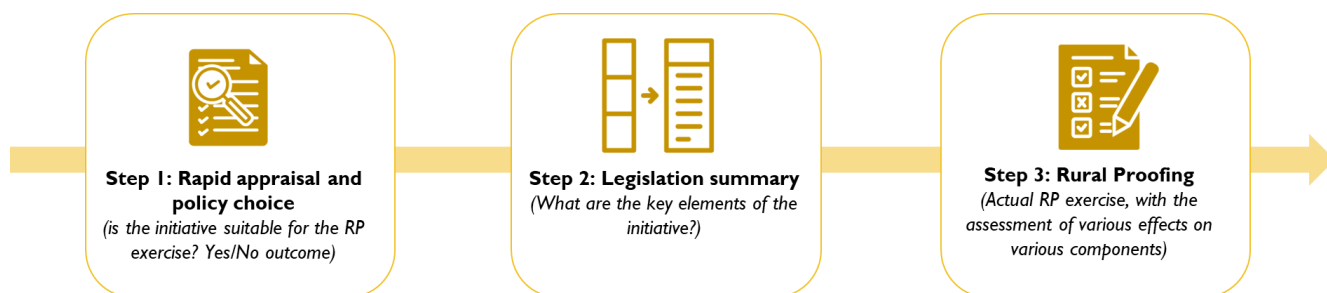 Step 1: Rapid appraisal and
policy choice
(is the initiative suitable for the RP
exercise? Yes/No outcome)
Step 2: Legislation summary
(What are the key elements of the
initiative?)
Step 3: Rural Proofing
(Actual RP exercise, with the
assessment of various effects on
various components)